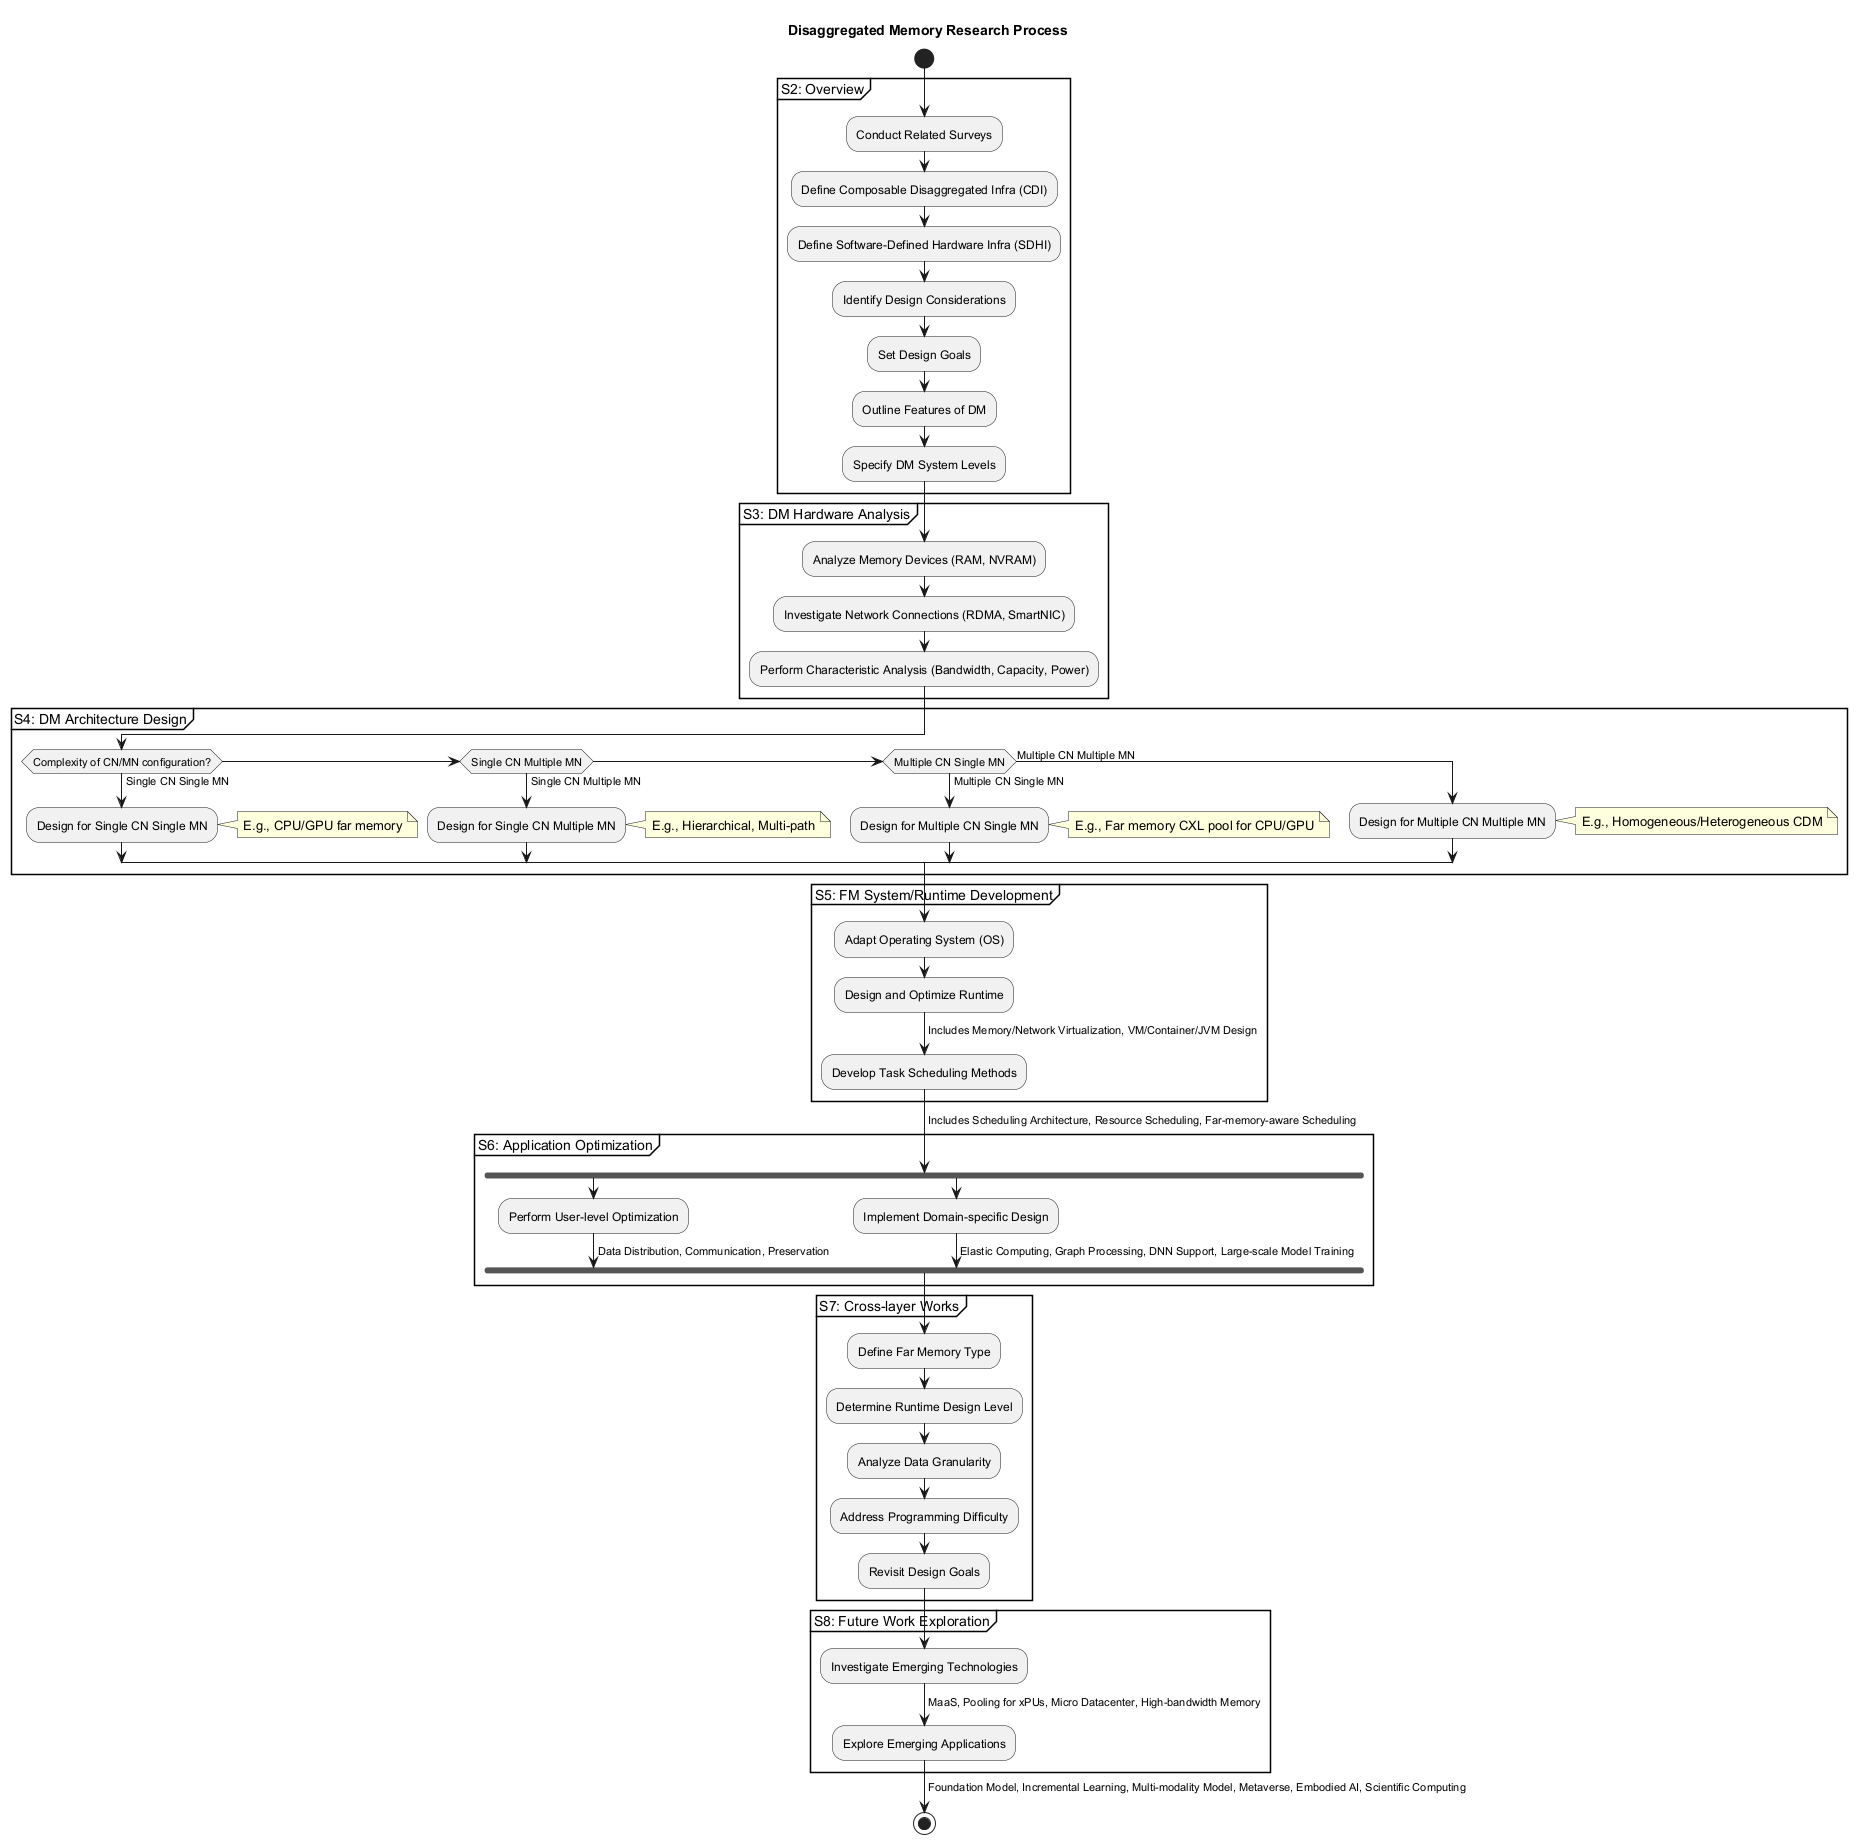 Disaggregated Memory Research Process
S2: Overview
Conduct Related Surveys
Define Composable Disaggregated Infra (CDI)
Define Software-Defined Hardware Infra (SDHI)
Identify Design Considerations
Set Design Goals
Outline Features of DM
Specify DM System Levels
S3: DM Hardware Analysis
Analyze Memory Devices (RAM, NVRAM)
Investigate Network Connections (RDMA, SmartNIC)
Perform Characteristic Analysis (Bandwidth, Capacity, Power)
S4: DM Architecture Design
Complexity of CN/MN configuration?
Single CN Multiple MN
Multiple CN Single MN
Multiple CN Multiple MN
Single CN Single MN
Single CN Multiple MN
Multiple CN Single MN
Design for Single CN Single MN
E.g., CPU/GPU far memory
Design for Single CN Multiple MN
E.g., Hierarchical, Multi-path
Design for Multiple CN Single MN
E.g., Far memory CXL pool for CPU/GPU
Design for Multiple CN Multiple MN
E.g., Homogeneous/Heterogeneous CDM
S5: FM System/Runtime Development
Adapt Operating System (OS)
Design and Optimize Runtime
Includes Memory/Network Virtualization, VM/Container/JVM Design
Develop Task Scheduling Methods
Includes Scheduling Architecture, Resource Scheduling, Far-memory-aware Scheduling
S6: Application Optimization
Perform User-level Optimization
Implement Domain-specific Design
Data Distribution, Communication, Preservation
Elastic Computing, Graph Processing, DNN Support, Large-scale Model Training
S7: Cross-layer Works
Define Far Memory Type
Determine Runtime Design Level
Analyze Data Granularity
Address Programming Difficulty
Revisit Design Goals
S8: Future Work Exploration
Investigate Emerging Technologies
MaaS, Pooling for xPUs, Micro Datacenter, High-bandwidth Memory
Explore Emerging Applications
Foundation Model, Incremental Learning, Multi-modality Model, Metaverse, Embodied AI, Scientific Computing